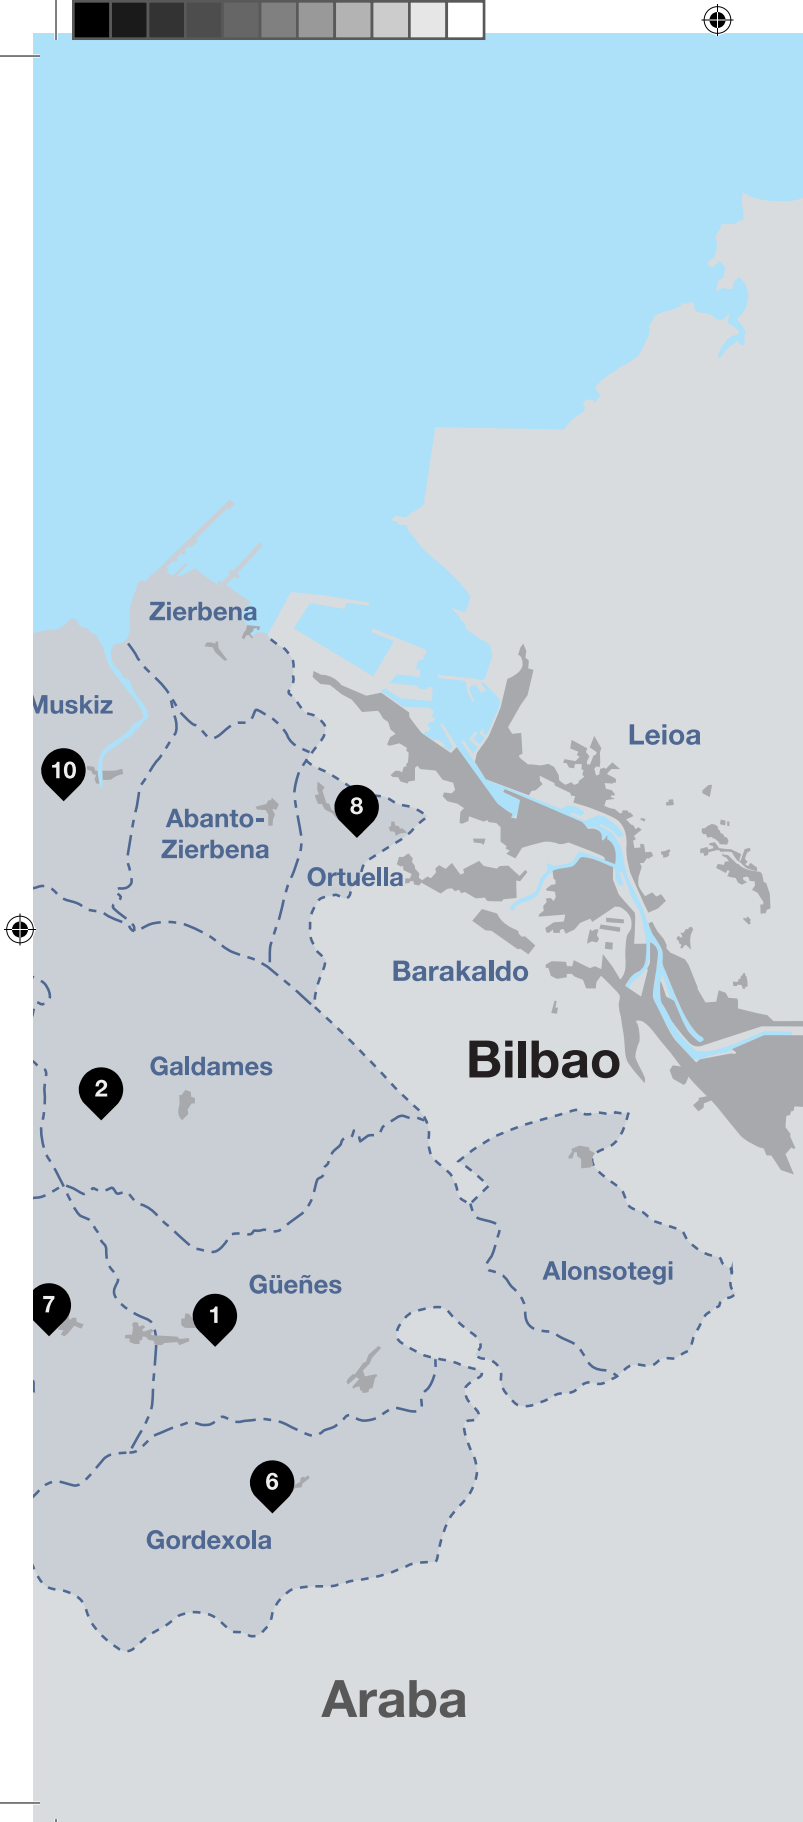 Zierbena
Muskiz
Leioa
10
8
Abanto-
Zierbena
Ortuella
Barakaldo
Bilbao
Galdames
2
Alonsotegi
Güeñes
7
1
6
Gordexola
Araba